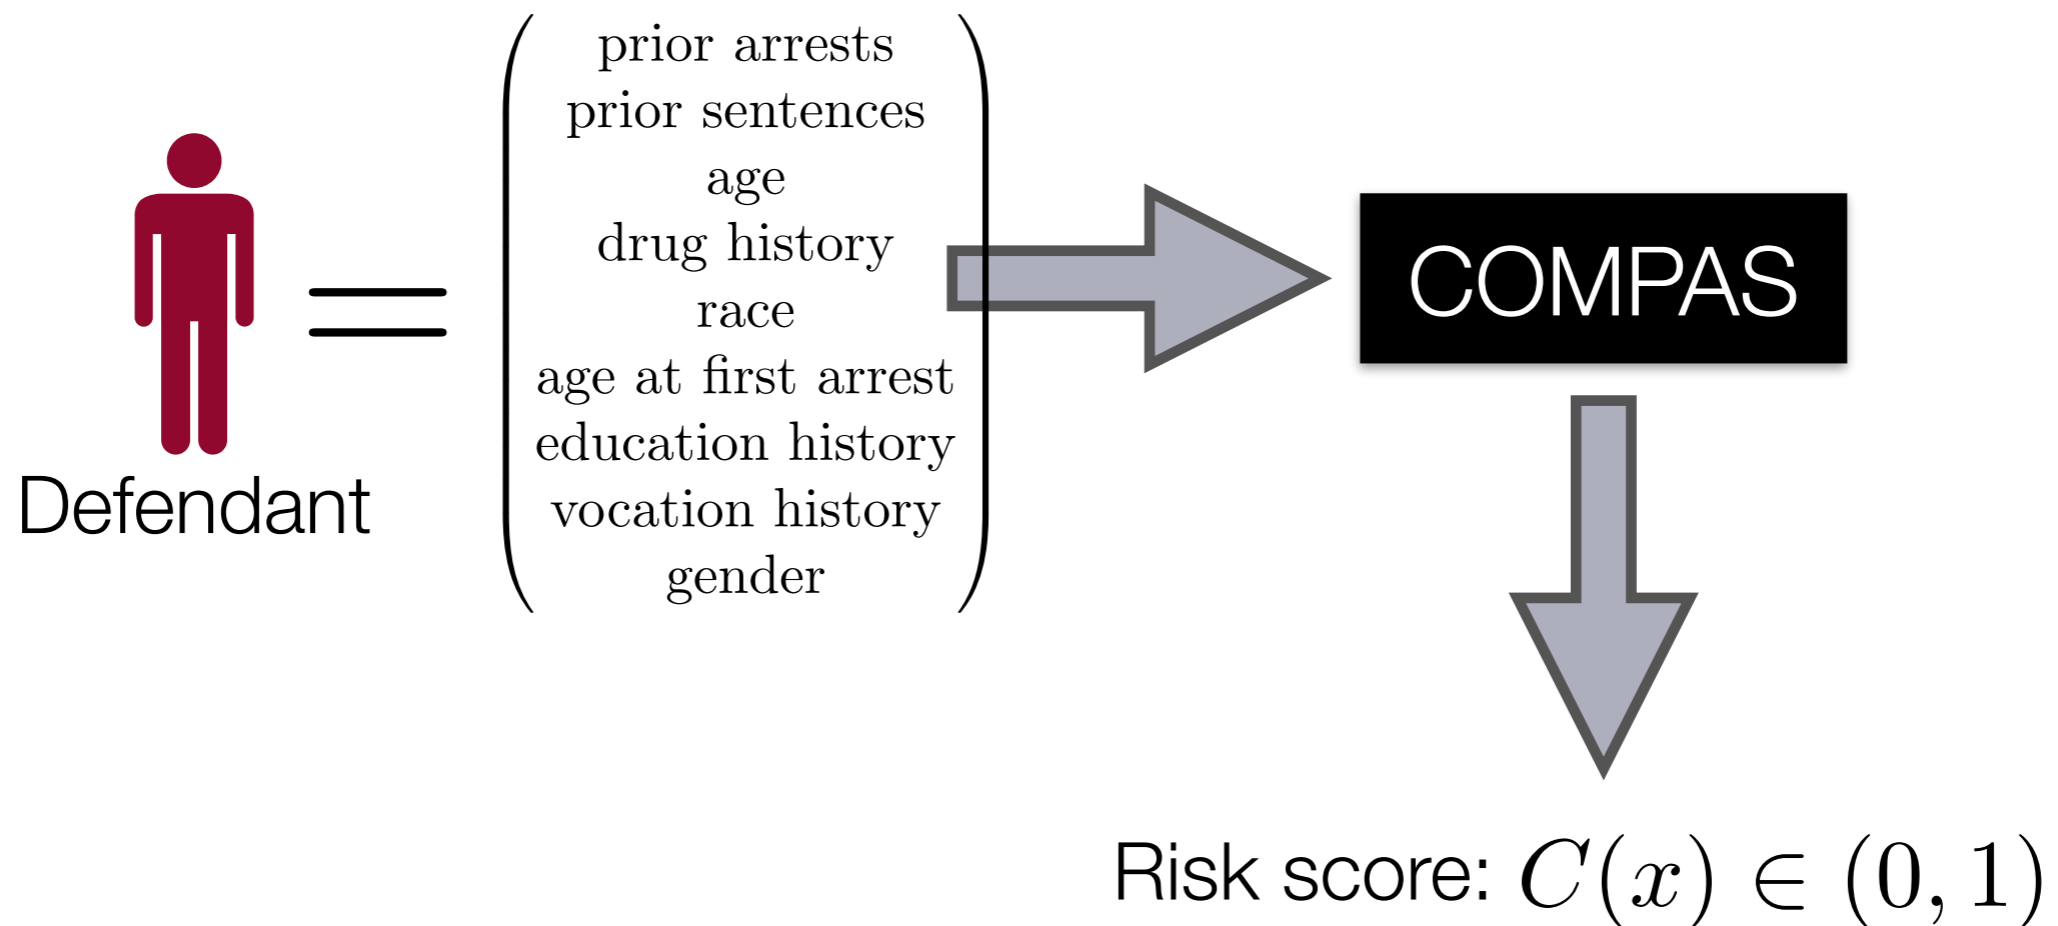 Defendant
=
prior arrests
prior sentences
age
drug history
race
age at first arrest
education history
vocation history
gender
COMPAS
Risk score: C(x) ∈ (0, 1)